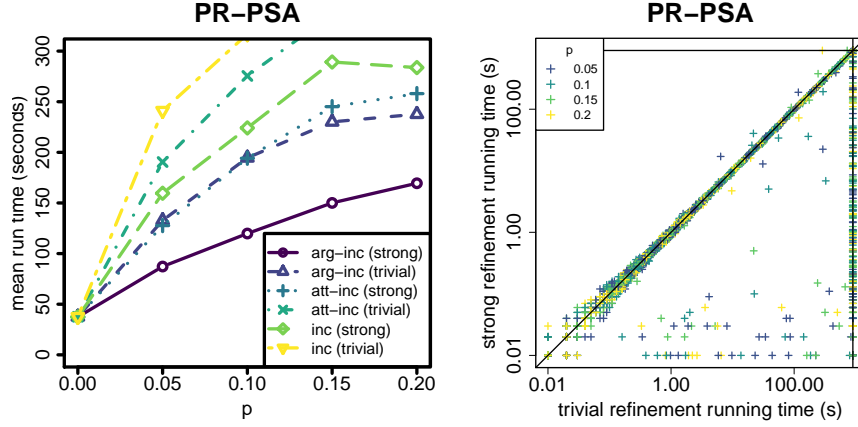 PR−PSA
mean run time (seconds)
300
250
200
150
100
50
0
0.00
0.05
0.10
0.15
0.20
p
arg−inc (strong)
arg−inc (trivial)
att−inc (strong)
att−inc (trivial)
inc (strong)
inc (trivial)
PR−PSA
strong refinement running time (s)
100.00
1.00
0.01
p
0.05
0.1
0.15
0.2
0.01
1.00
100.00
trivial refinement running time (s)